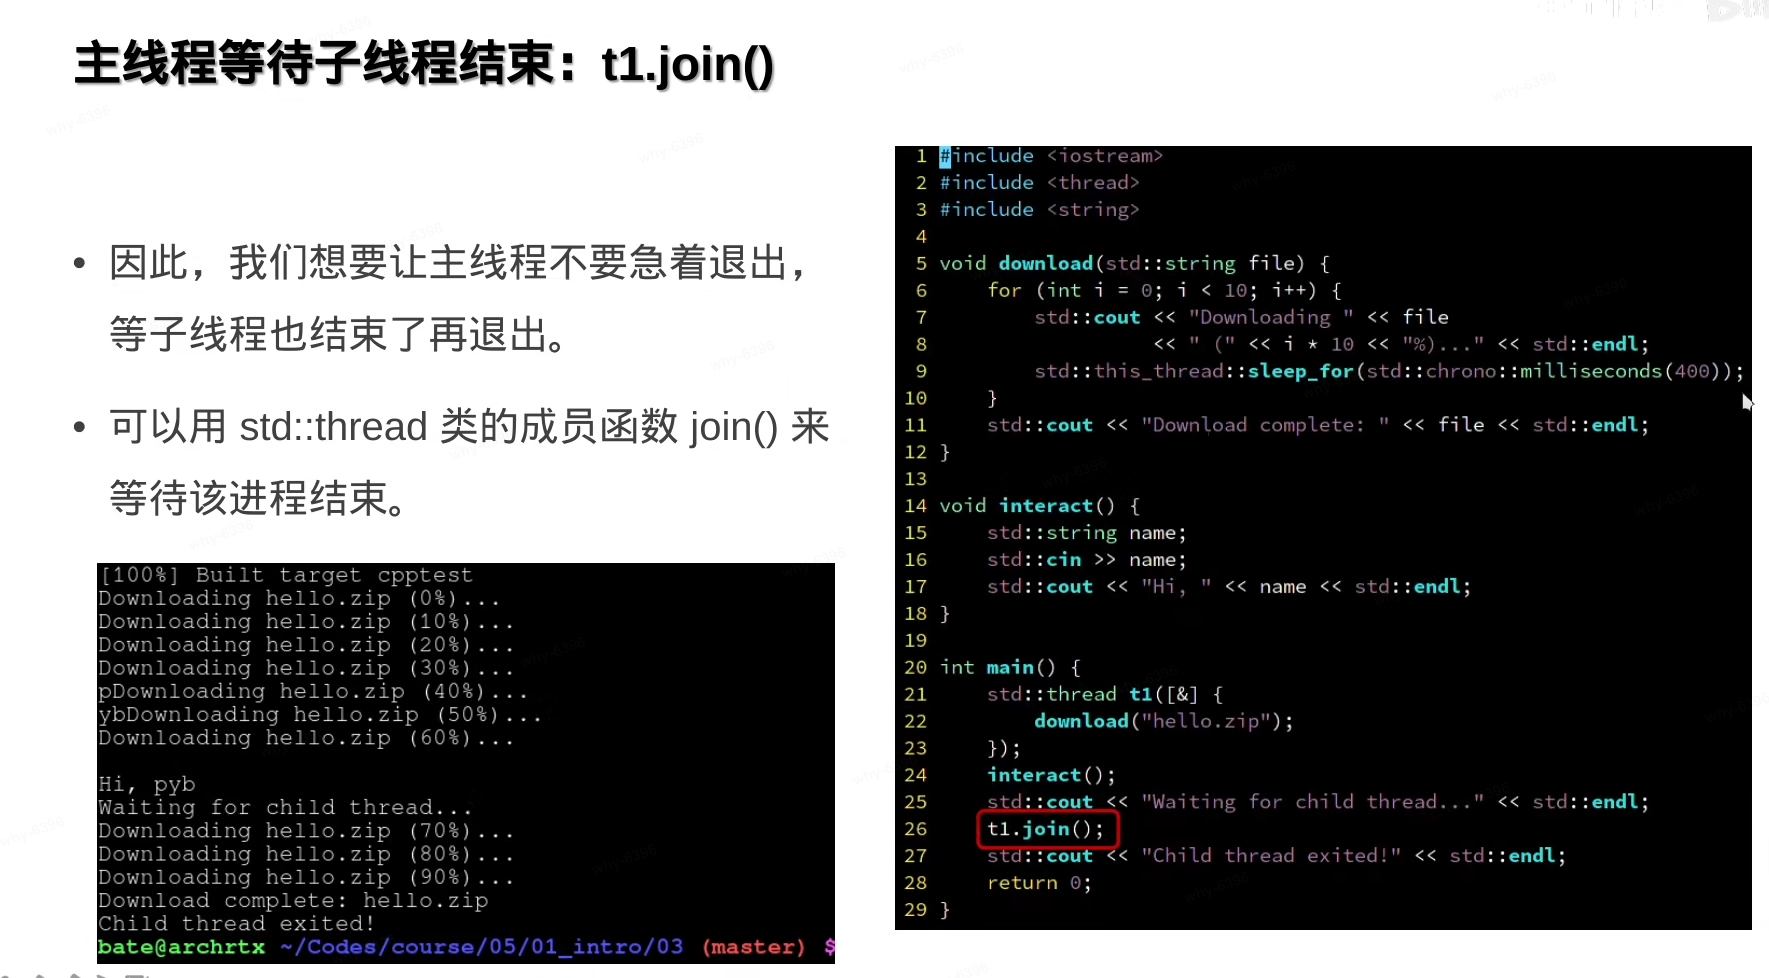 主线程等待子线程结束：t1.join()
• 因此，我们想要让主线程不要急着退出，
等子线程也结束了再退出。
• 可以用 std::thread 类的成员函数 join() 来
等待该进程结束。
[100%] Built target cpptest
Downloading hello.zip (0%)...
Downloading hello.zip (10%)...
Downloading hello.zip (20%)...
Downloading hello.zip (30%)...
pDownloading hello.zip (40%)...
ybDownloading hello.zip (50%)...
Downloading hello.zip (60%)...
Hi, pyb
Waiting for child thread...
Downloading hello.zip (70%)...
Downloading hello.zip (80%)...
Downloading hello.zip (90%)...
Download complete: hello.zip
Child thread exited!
bate@archrtx ~/Codes/course/05/01_intro/03 (master) $
1 #include <iostream>
2 #include <thread>
3 #include <string>
4
5 void download(std::string file) {
6     for (int i = 0; i < 10; i++) {
7         std::cout << "Downloading " << file
8                   << " (" << i * 10 << "%)..." << std::endl;
9         std::this_thread::sleep_for(std::chrono::milliseconds(400));
10     }
11     std::cout << "Download complete: " << file << std::endl;
12 }
13
14 void interact() {
15     std::string name;
16     std::cin >> name;
17     std::cout << "Hi, " << name << std::endl;
18 }
19
20 int main() {
21     std::thread t1([&] {
22         download("hello.zip");
23     });
24     interact();
25     std::cout << "Waiting for child thread..." << std::endl;
26     t1.join();
27     std::cout << "Child thread exited!" << std::endl;
28     return 0;
29 }
why-6396